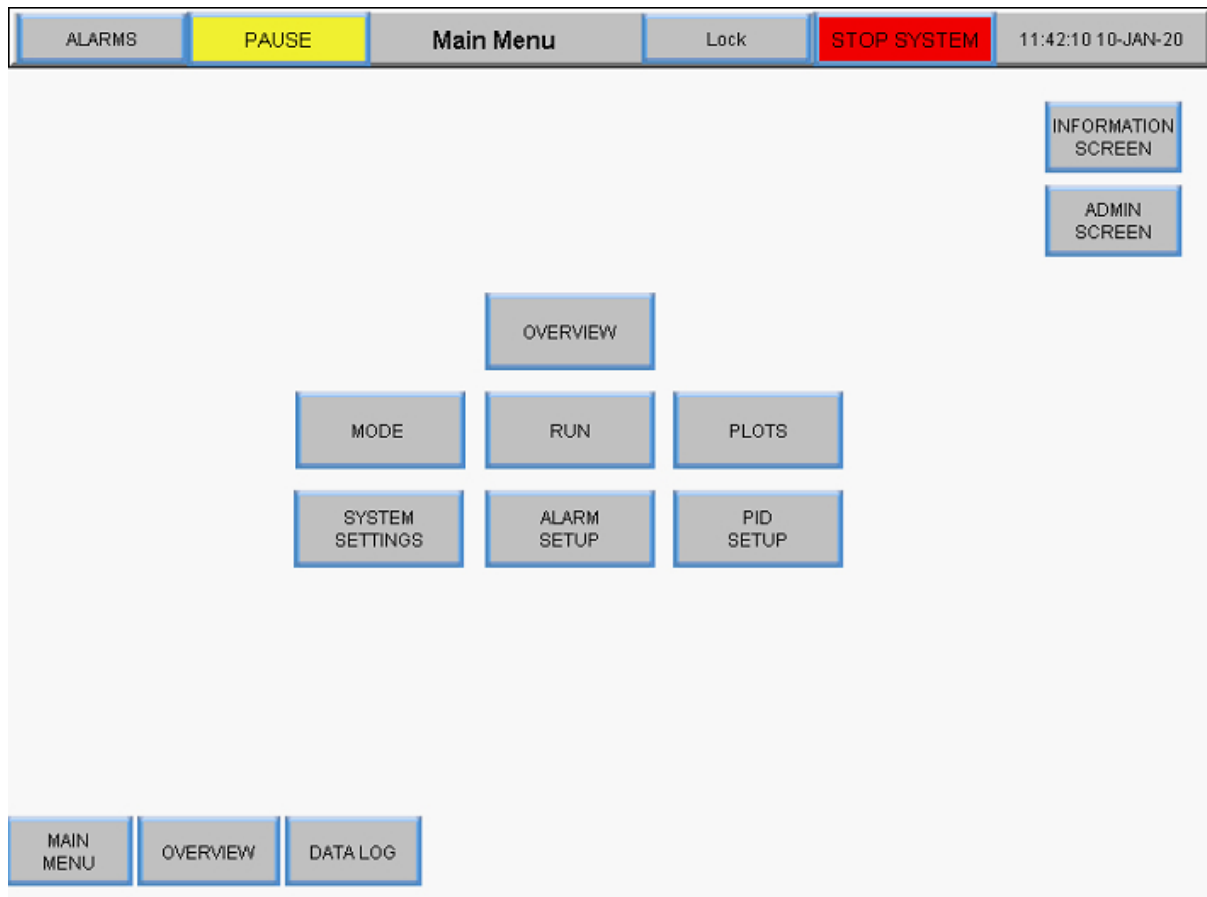 ALARMS PAUSE Main Menu Lock STOP SYSTEM 11:42:10 10-JAN-20
INFORMATION
SCREEN
ADMIN
SCREEN
OVERVIEW
MODE RUN PLOTS
SYSTEM
SETTINGS
ALARM
SETUP
PID
SETUP
MAIN
MENU
OVERVIEW
DATA LOG